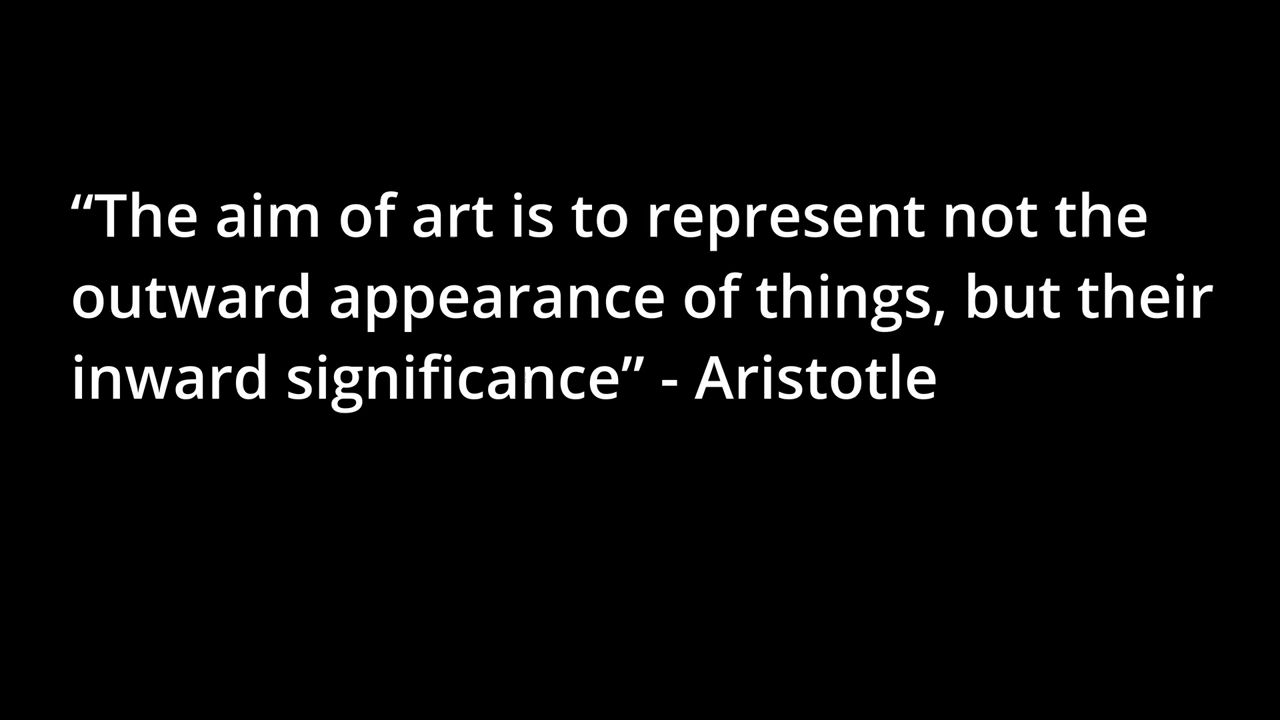 “The aim of art is to represent not the
outward appearance of things, but their
inward significance” - Aristotle